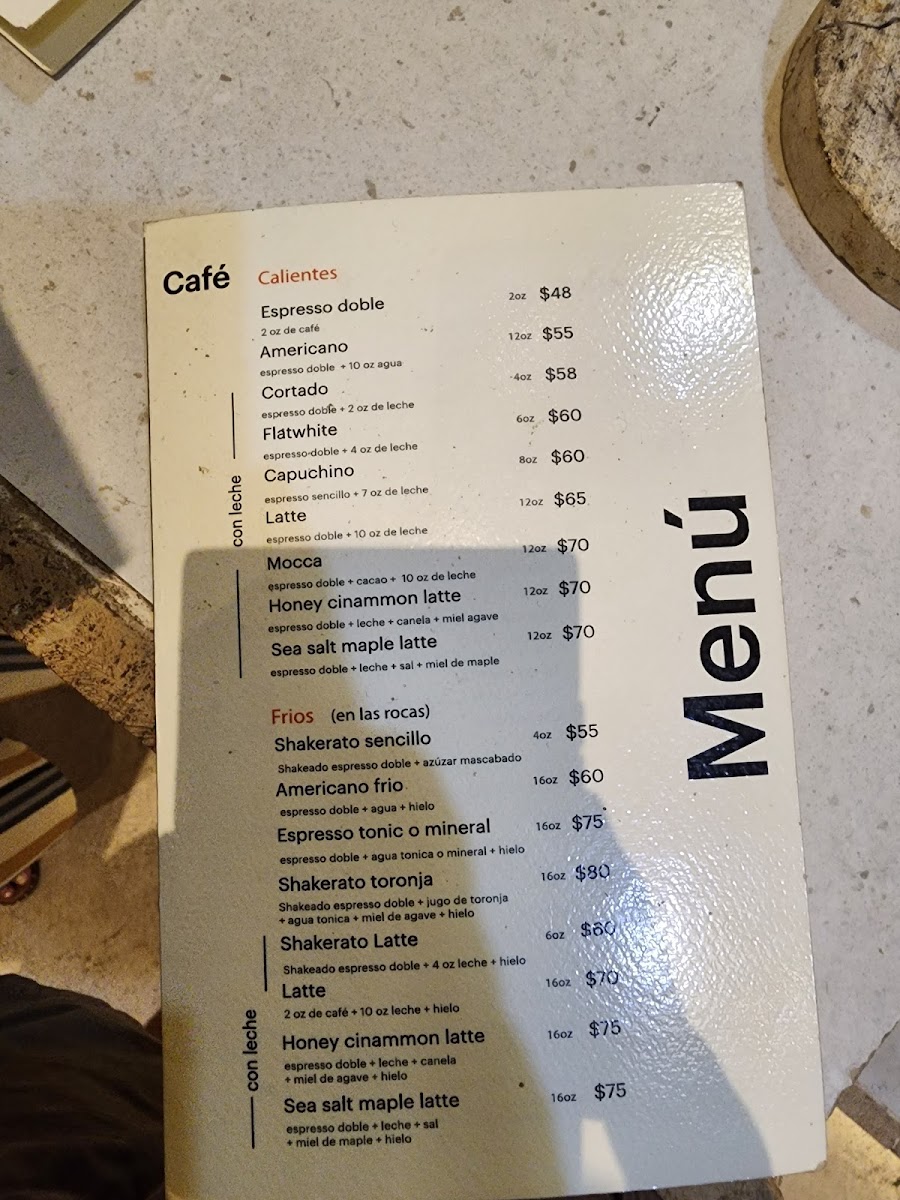 Café
Calientes
Espresso doble 2oz $48
2 oz de café
Americano 12oz $55
espresso doble + 10 oz agua
Cortado 4oz $58
espresso doble + 2 oz de leche
Flatwhite 6oz $60
espresso doble + 4 oz de leche
Capuchino 8oz $60
espresso sencillo + 7 oz de leche
Latte 12oz $65
espresso doble + 10 oz de leche
Mocca 12oz $70
espresso doble + cacao + 10 oz de leche
Honey cinammon latte 12oz $70
espresso doble + leche + canela + miel agave
Sea salt maple latte 12oz $70
espresso doble + leche + sal + miel de maple
con leche
Frios (en las rocas)
Shakerato sencillo 4oz $55
Shakeado espresso doble + azúzar mascabado
Americano frio 16oz $60
espresso doble + agua + hielo
Espresso tonic o mineral 16oz $75
espresso doble + agua tonica o mineral + hielo
Shakerato toronja 16oz $80
Shakeado espresso doble + jugo de toronja
+ agua tonica + miel de agave + hielo
Shakerato Latte 6oz $60
Shakeado espresso doble + 4 oz leche + hielo
Latte 16oz $70
2 oz de café + 10 oz leche + hielo
Honey cinammon latte 16oz $75
espresso doble + leche + canela
+ miel de agave + hielo
Sea salt maple latte 16oz $75
espresso doble + leche + sal
+ miel de maple + hielo
con leche
Menú